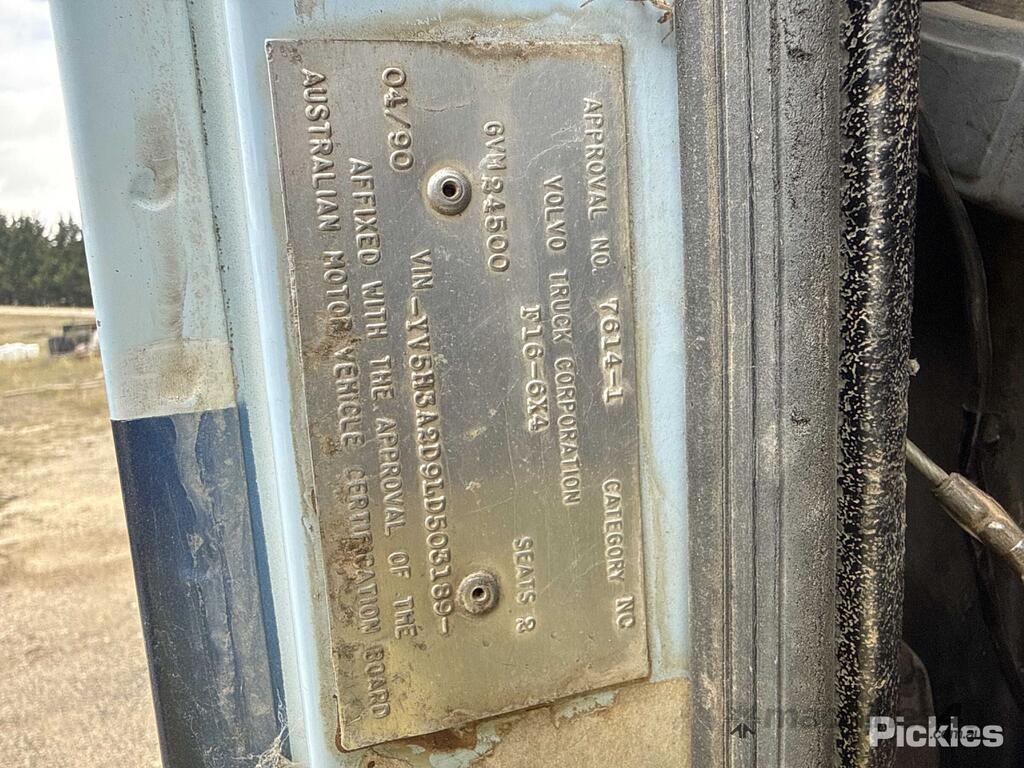 APPROVAL NO. 7614-1 CATEGORY NC
VOLVO TRUCK CORPORATION
F16-6X4
GVM 24500 SEATS 2
VIN-YV5H3A2D9LD503189-
04/90 AFFIXED WITH THE APPROVAL OF THE
AUSTRALIAN MOTOR VEHICLE CERTIFICATION BOARD
Pickles